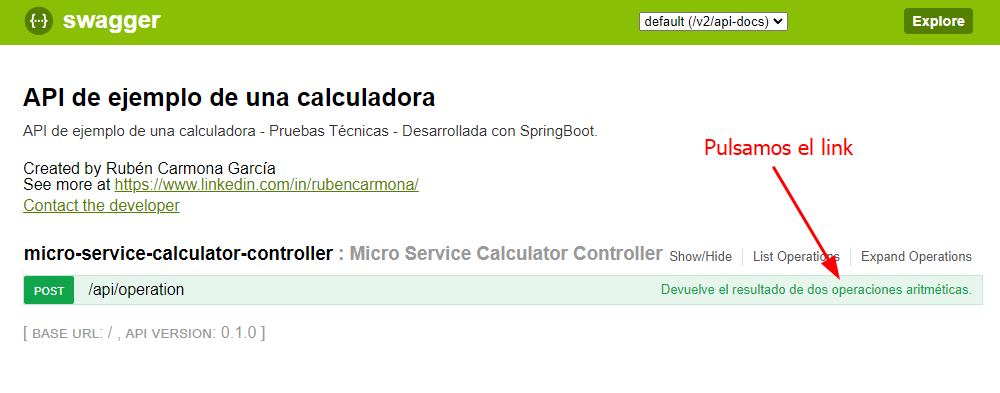 swagger
default (/v2/api-docs)
Explore
API de ejemplo de una calculadora
API de ejemplo de una calculadora - Pruebas Técnicas - Desarrollada con SpringBoot.
Pulsamos el link
Created by Rubén Carmona García
See more at https://www.linkedin.com/in/rubencarmona/
Contact the developer
micro-service-calculator-controller : Micro Service Calculator Controller
Show/Hide
List Operations
Expand Operations
POST
/api/operation
Devuelve el resultado de dos operaciones aritméticas.
[ BASE URL: / , API VERSION: 0.1.0 ]